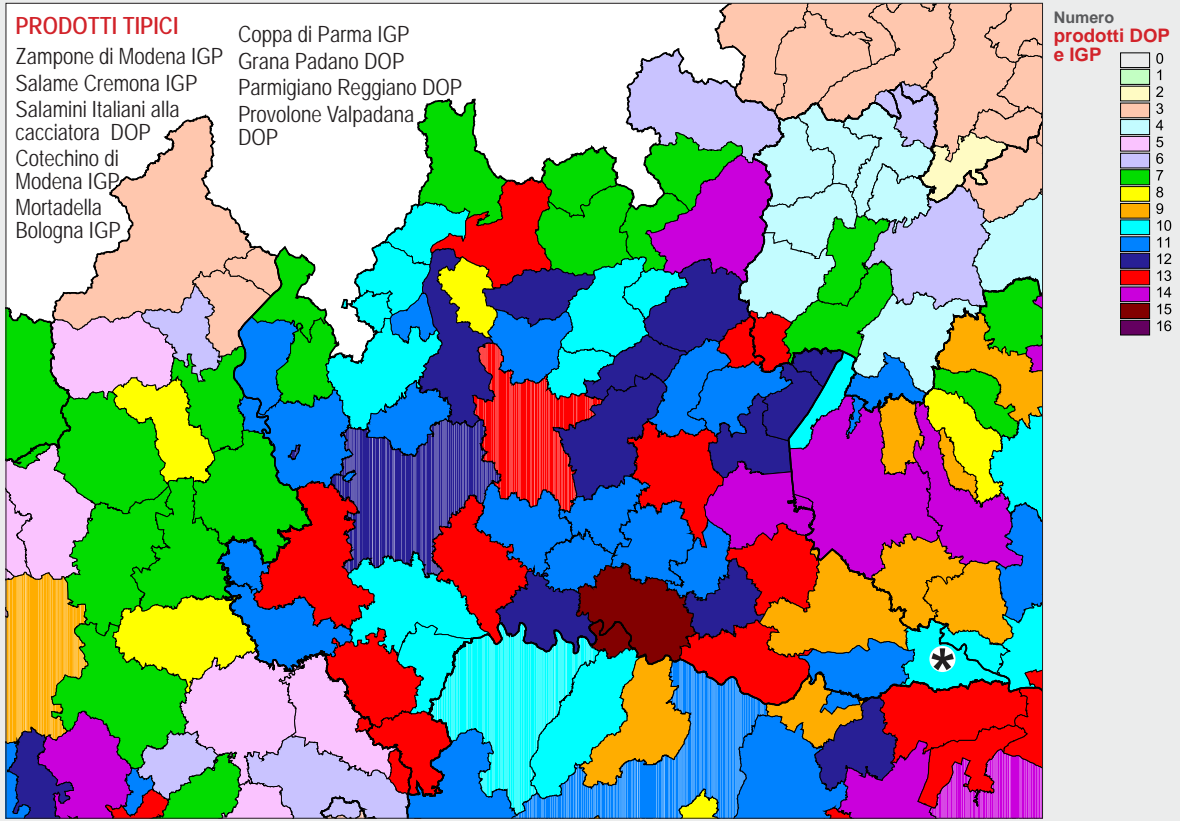 PRODOTTI TIPICI
Zampone di Modena IGP
Salame Cremona IGP
Salamini Italiani alla
cacciatora DOP
Cotechino di
Modena IGP
Mortadella
Bologna IGP
Coppa di Parma IGP
Grana Padano DOP
Parmigiano Reggiano DOP
Provolone Valpadana
DOP
Numero
prodotti DOP
e IGP
0
1
2
3
4
5
6
7
8
9
10
11
12
13
14
15
16
*